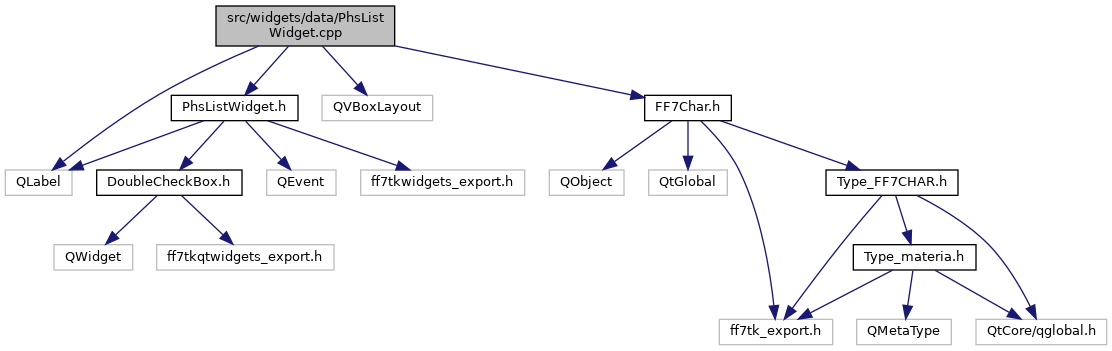 src/widgets/data/PhsList
Widget.cpp
PhsListWidget.h
QVBoxLayout
FF7Char.h
QLabel
DoubleCheckBox.h
QEvent
ff7tkwidgets_export.h
QObject
QtGlobal
Type_FF7CHAR.h
QWidget
ff7tkqtwidgets_export.h
Type_materia.h
ff7tk_export.h
QMetaType
QtCore/qglobal.h